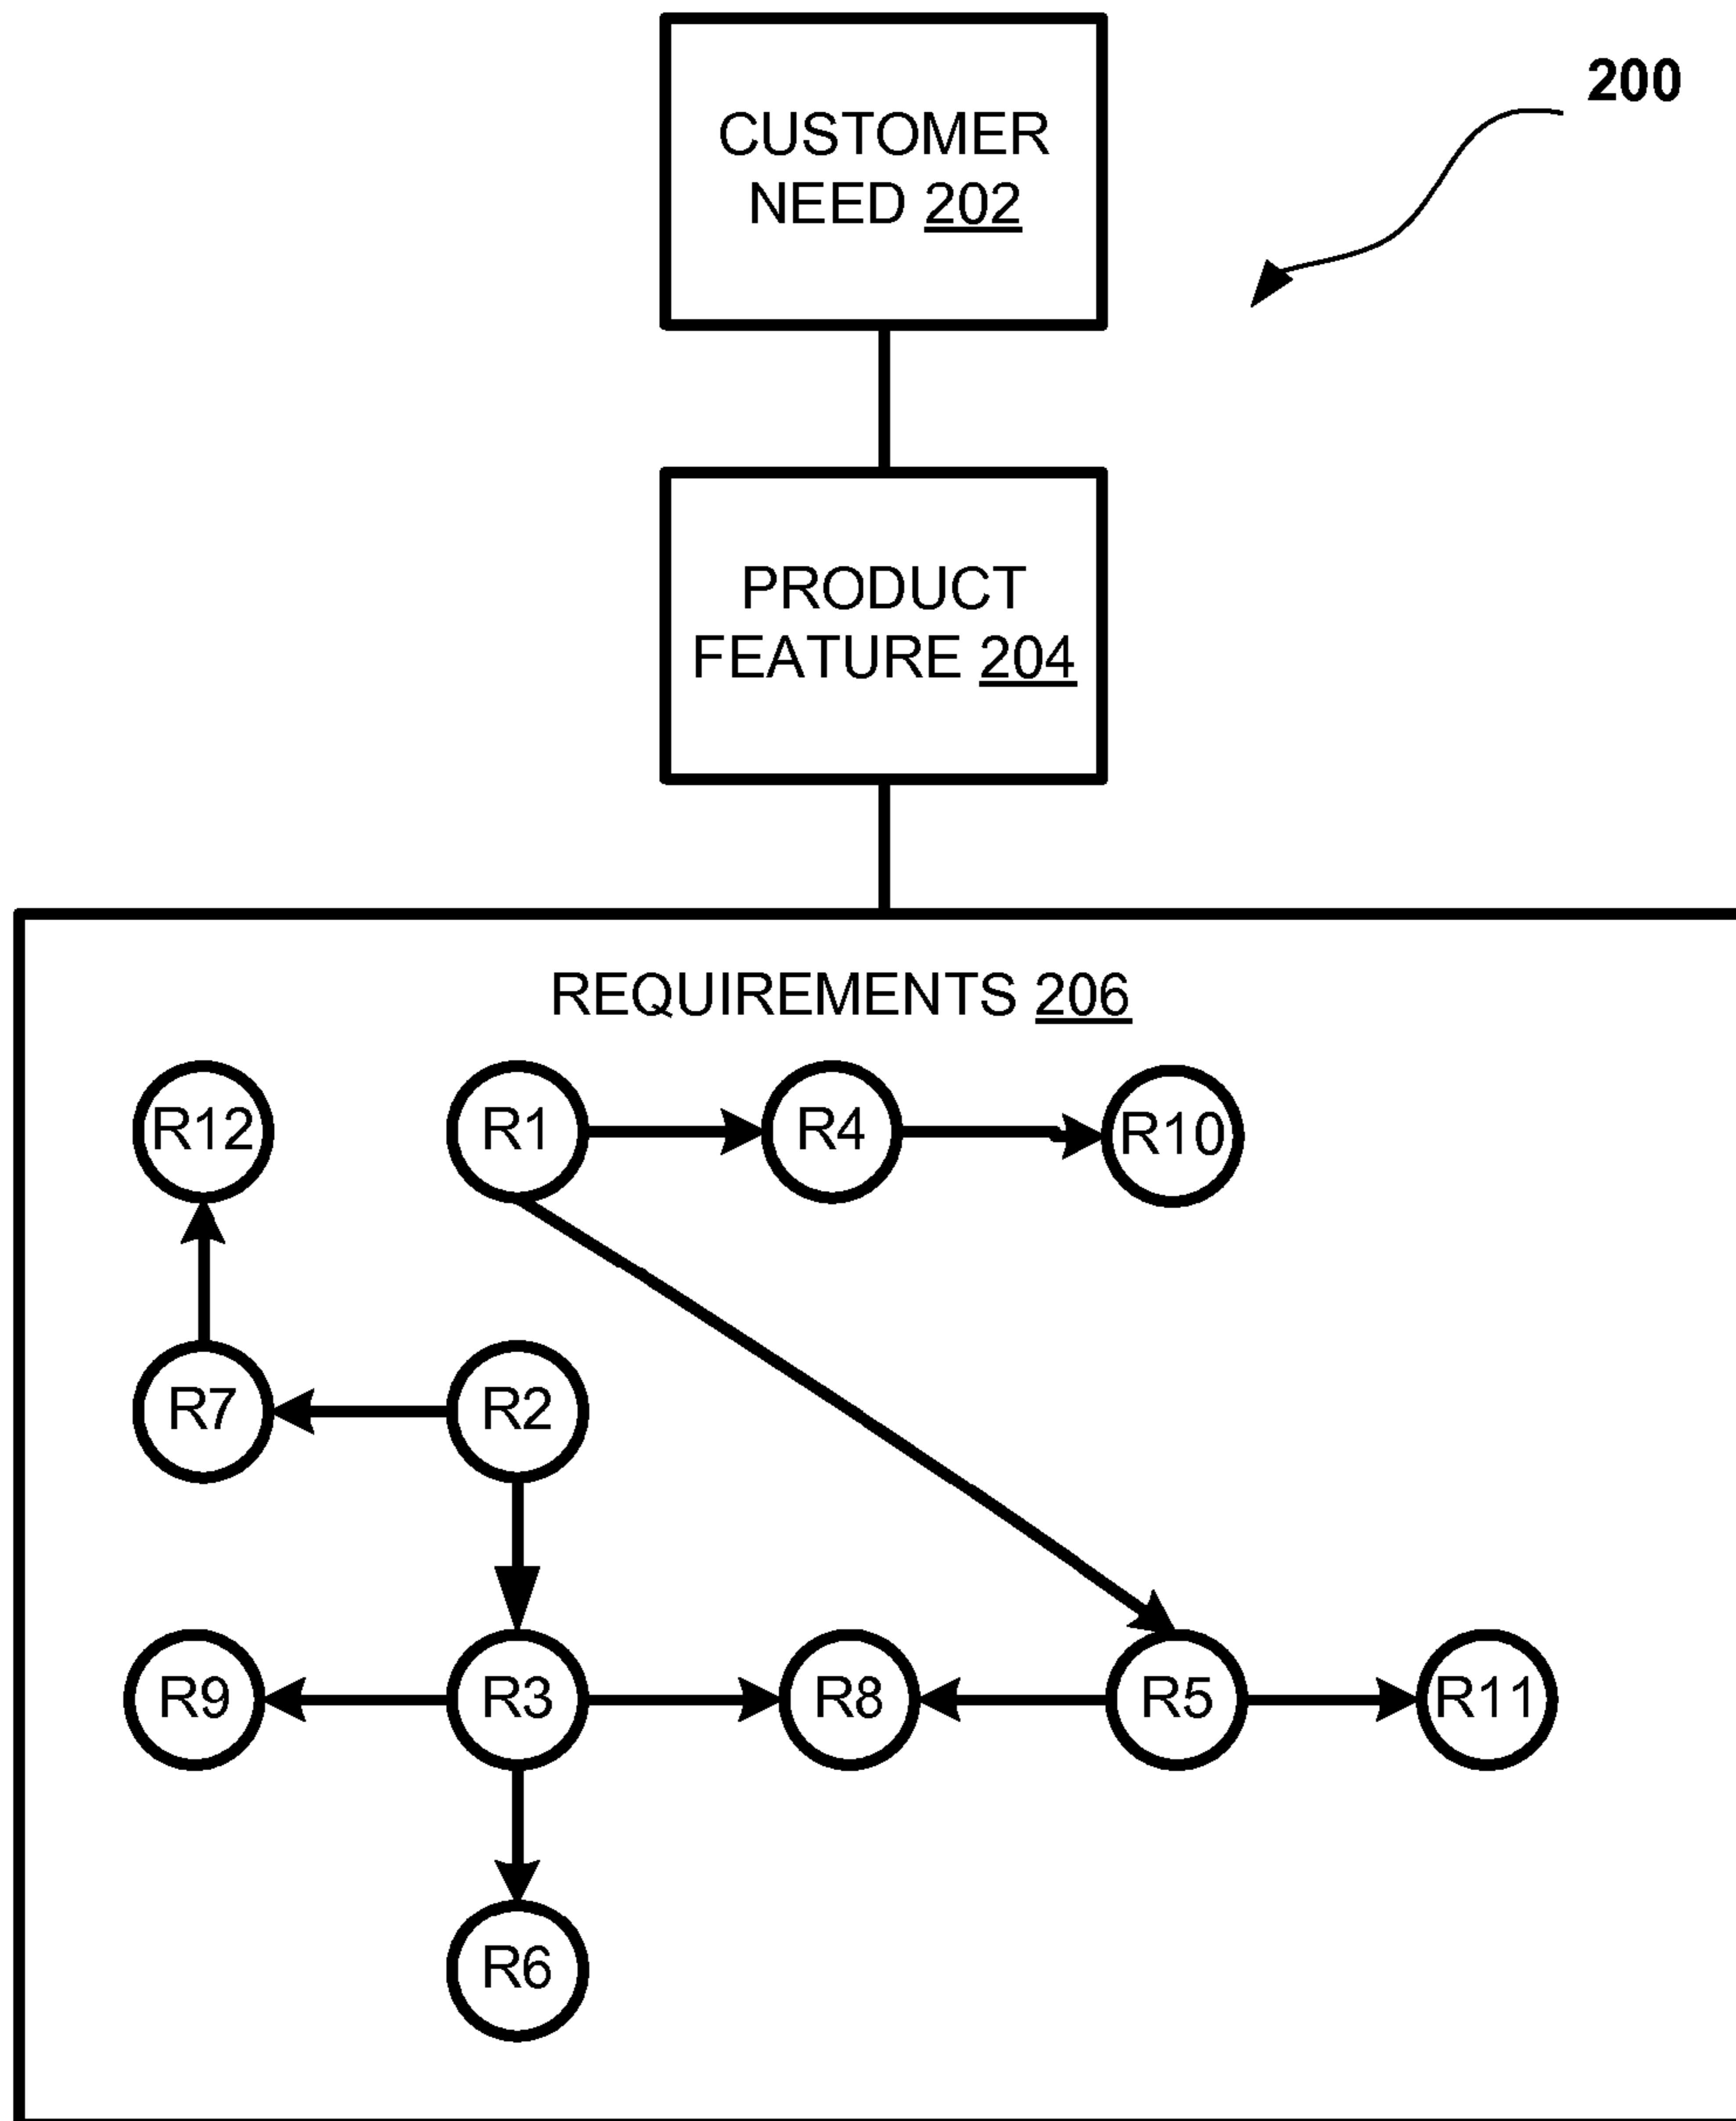 200
CUSTOMER
NEED 202
PRODUCT
FEATURE 204
REQUIREMENTS 206
R12
R1
R4
R10
R7
R2
R9
R3
R8
R5
R11
R6